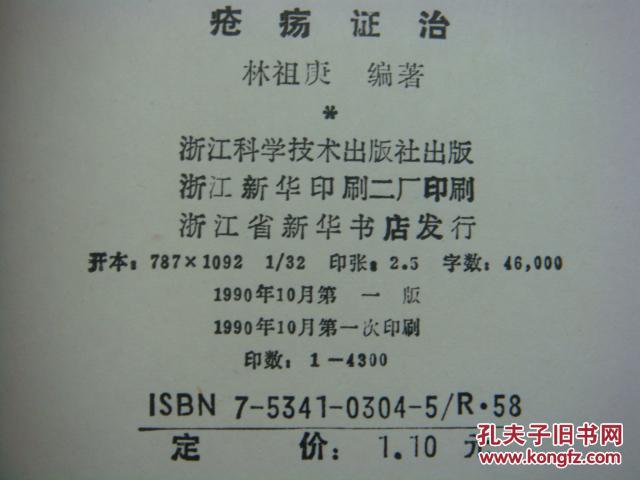 疮疡证治
林祖庚 编著
*
浙江科学技术出版社出版
浙江新华印刷二厂印刷
浙江省新华书店发行
开本：787×1092 1/32 印张：2.5 字数：46,000
1990年10月第一版
1990年10月第一次印刷
印数：1—4300
ISBN 7-5341-0304-5/R·58
定 价：1.10 元
孔夫子旧书网
www.kongfz.com